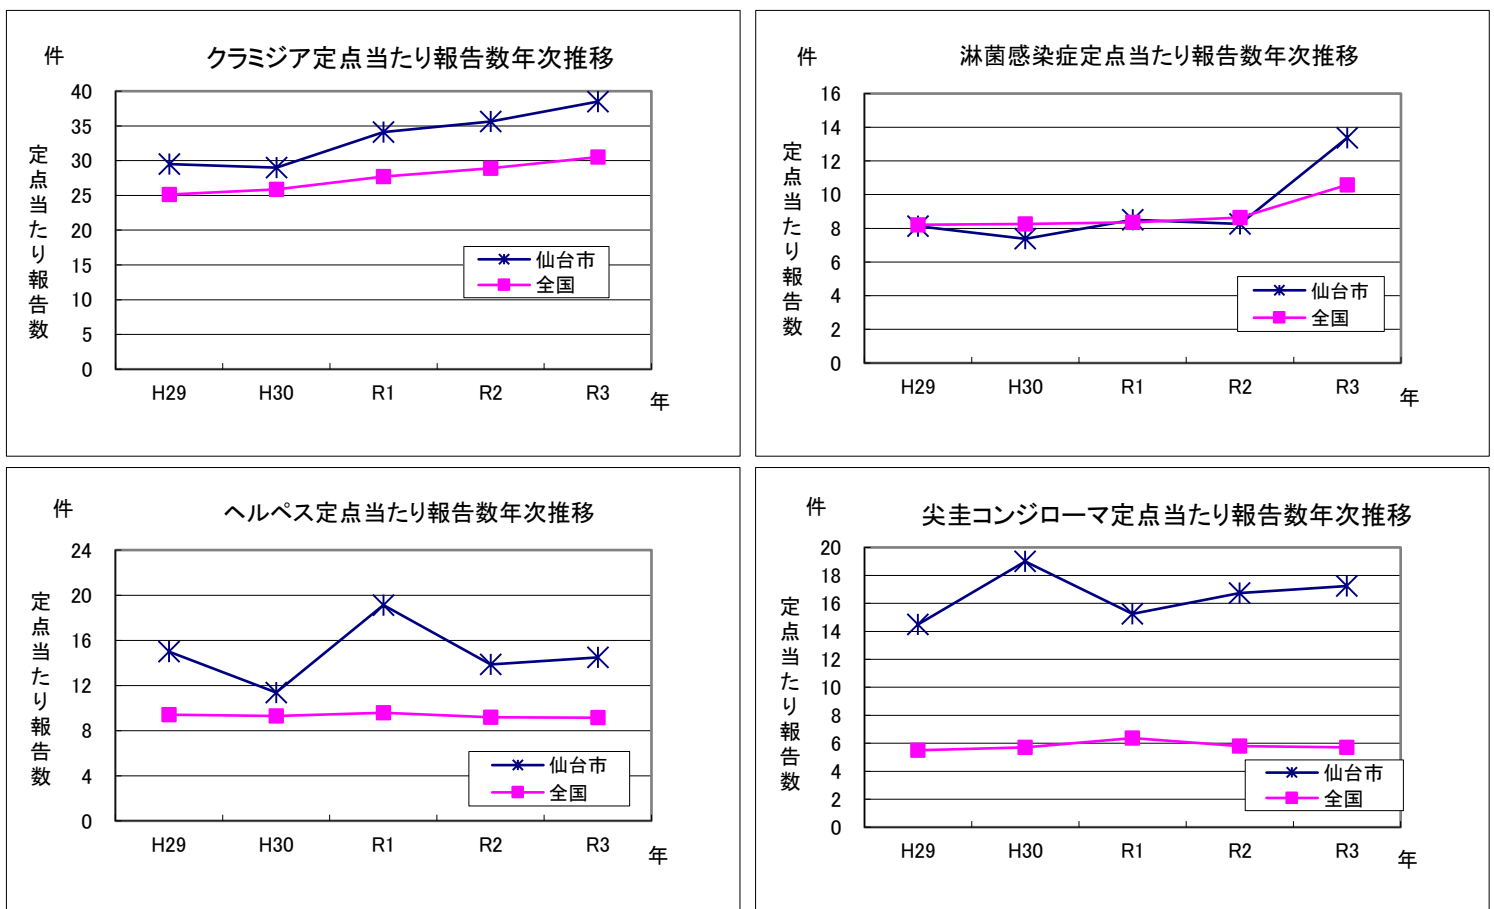 件
クラミジア定点当たり報告数年次推移
定点当たり報告数
40
35
30
25
20
15
10
5
0
仙台市
全国
H29 H30 R1 R2 R3
年
件
淋菌感染症定点当たり報告数年次推移
定点当たり報告数
16
14
12
10
8
6
4
2
0
仙台市
全国
H29 H30 R1 R2 R3
年
件
ヘルペス定点当たり報告数年次推移
定点当たり報告数
24
20
16
12
8
4
0
仙台市
全国
H29 H30 R1 R2 R3
年
件
尖圭コンジローマ定点当たり報告数年次推移
定点当たり報告数
20
18
16
14
12
10
8
6
4
2
0
仙台市
全国
H29 H30 R1 R2 R3
年